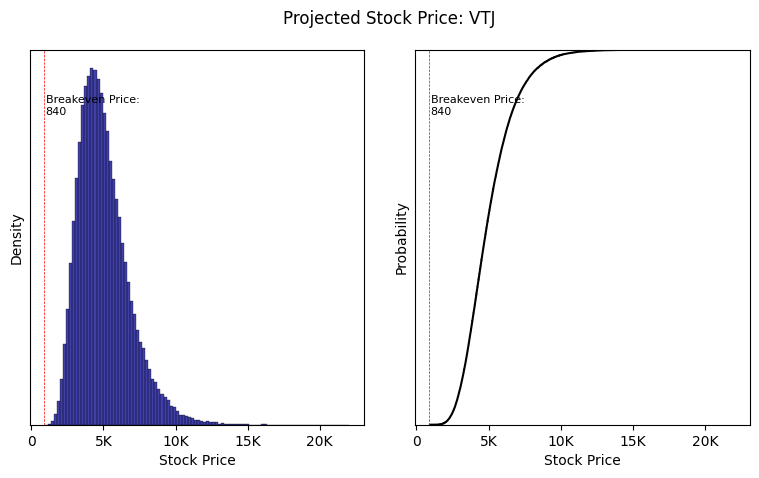 Projected Stock Price: VTJ
Density
Breakeven Price:
840
0
5K
10K
15K
20K
Stock Price
Probability
Breakeven Price:
840
0
5K
10K
15K
20K
Stock Price